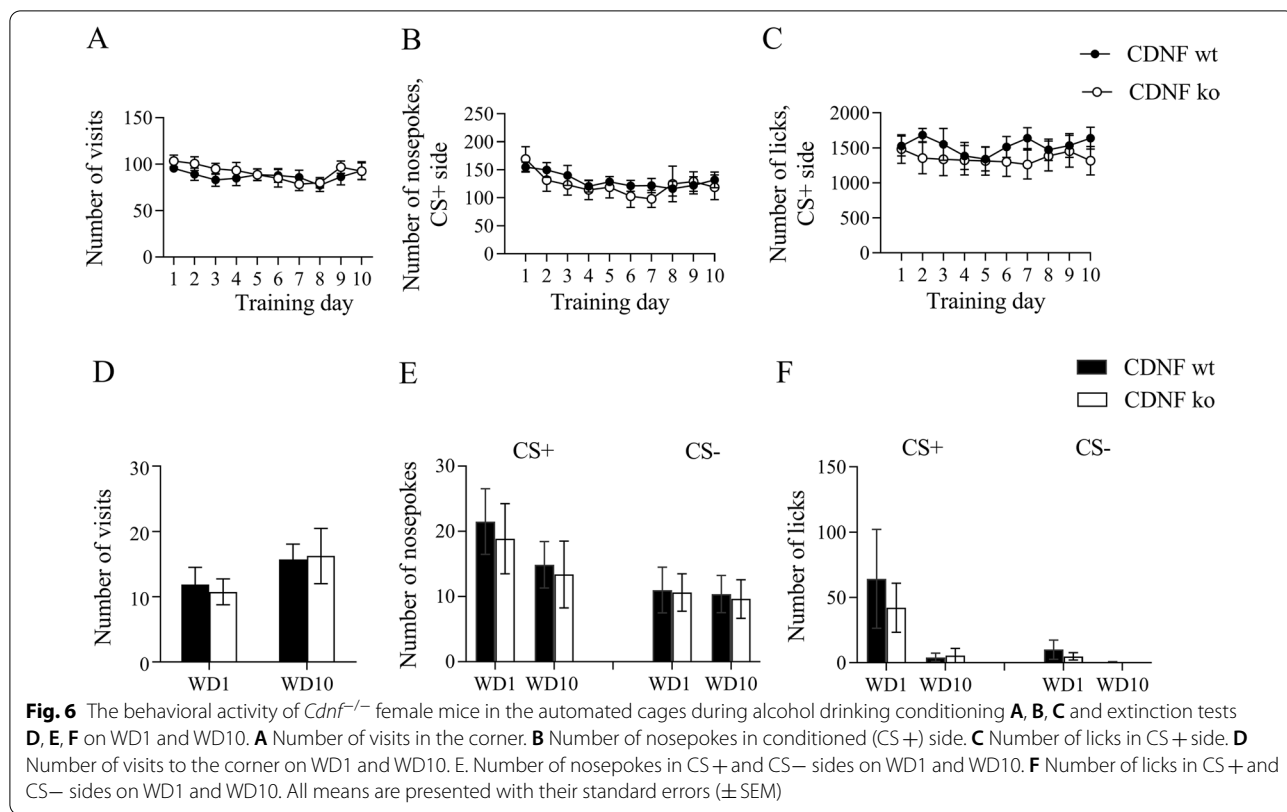 A
B
C
CDNF wt
CDNF ko
Number of visits
150
100
50
0
1 2 3 4 5 6 7 8 9 10
Training day
Number of nosepokes,
CS+ side
250
200
150
100
50
0
1 2 3 4 5 6 7 8 9 10
Training day
Number of licks,
CS+ side
2000
1500
1000
500
0
1 2 3 4 5 6 7 8 9 10
Training day
D
E
F
CDNF wt
CDNF ko
Number of visits
30
20
10
0
WD1 WD10
Number of nosepokes
30
20
10
0
CS+ CS-
WD1 WD10 WD1 WD10
Number of licks
150
100
50
0
CS+ CS-
WD1 WD10 WD1 WD10
Fig. 6 The behavioral activity of Cdnf−/− female mice in the automated cages during alcohol drinking conditioning A, B, C and extinction tests
D, E, F on WD1 and WD10. A Number of visits in the corner. B Number of nosepokes in conditioned (CS+) side. C Number of licks in CS+ side. D
Number of visits to the corner on WD1 and WD10. E. Number of nosepokes in CS+ and CS− sides on WD1 and WD10. F Number of licks in CS+ and
CS− sides on WD1 and WD10. All means are presented with their standard errors (±SEM)